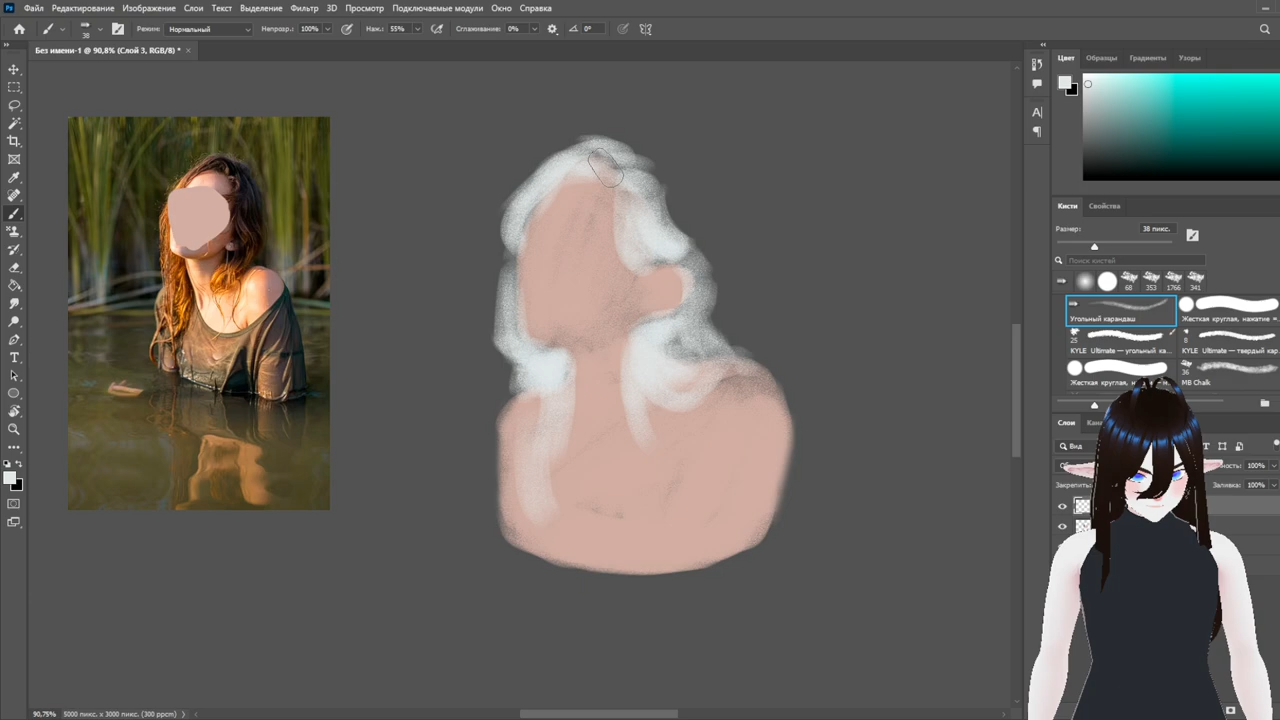 Файл Редактирование Изображение Слои Текст Выделение Фильтр 3D Просмотр Подключаемые модули Окно Справка
38 Режим: Нормальный Непрозр.: 100% Наж.: 55% Сглаживание: 0% 0°
Без имени-1 @ 90,8% (Слой 3, RGB/8) * ×
Цвет Образцы Градиенты Узоры
Кисти Свойства
Размер: 38 пикс.
Поиск кистей
68 353 1766 341
Угольный карандаш
Жесткая круглая, нажатие = ...
25
KYLE Ultimate — угольный ка...
8
KYLE Ultimate — твердый кар...
Жесткая круглая, н
36
MB Chalk
Слои
Вид
100%
Закрепить:
Заливка: 100%
90,75% 5000 пикс. x 3000 пикс. (300 ppcm)